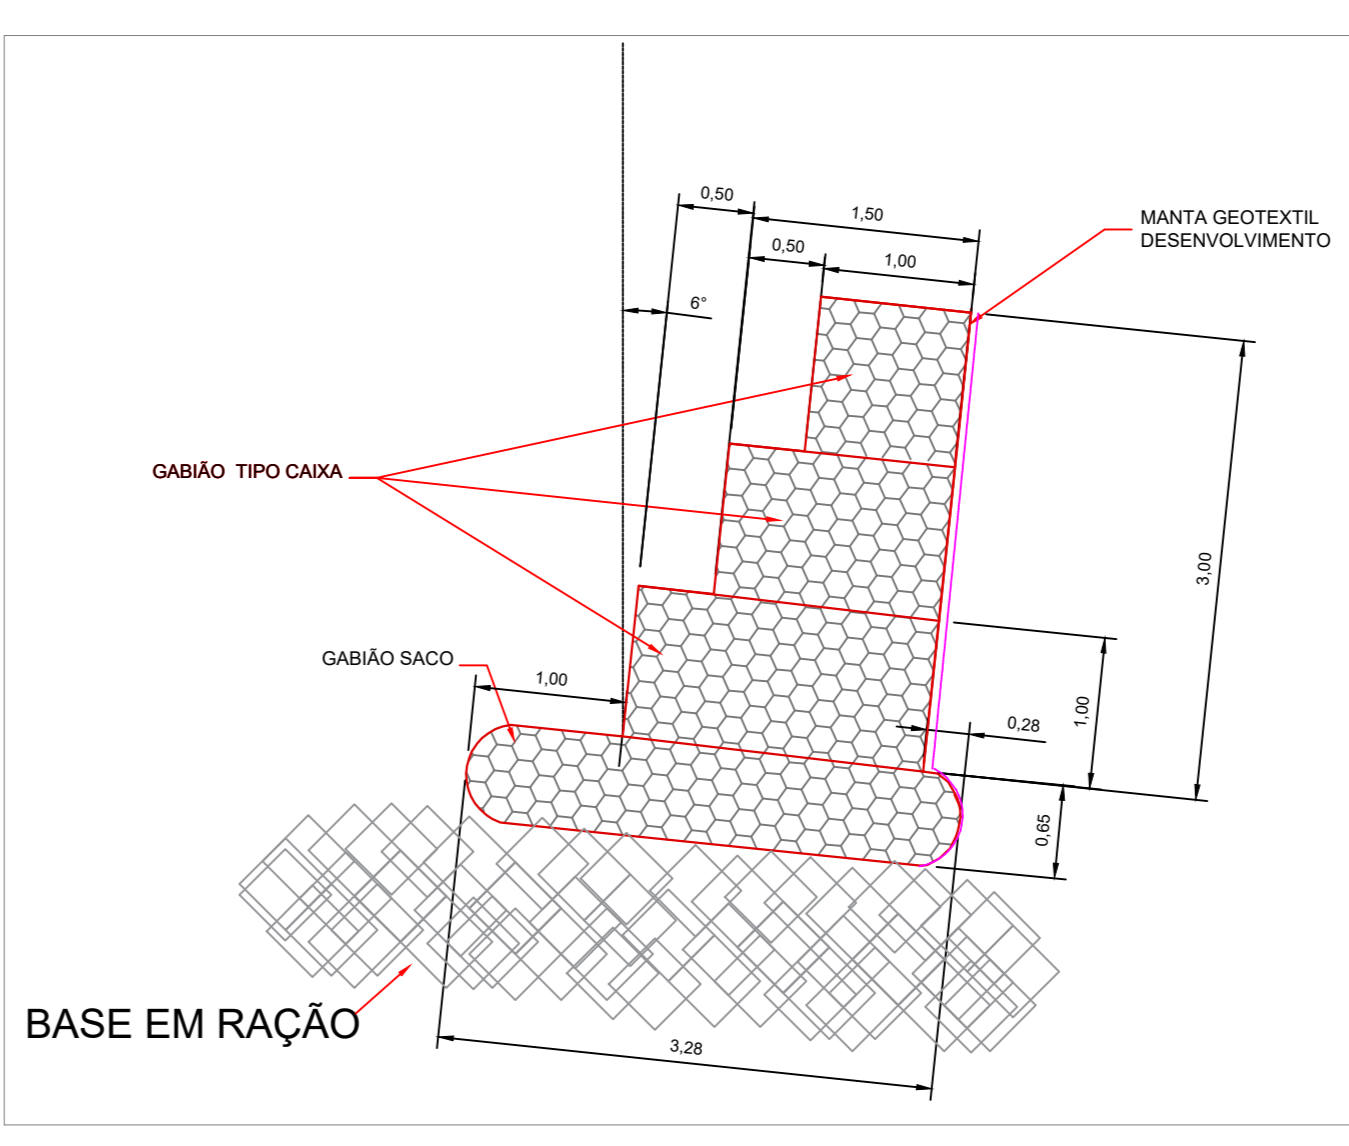 0,50
1,50
0,50
1,00
MANTA GEOTEXTIL
DESENVOLVIMENTO
6°
GABIÃO  TIPO CAIXA
3,00
GABIÃO SACO
1,00
0,28
1,00
0,65
BASE EM RAÇÃO
3,28